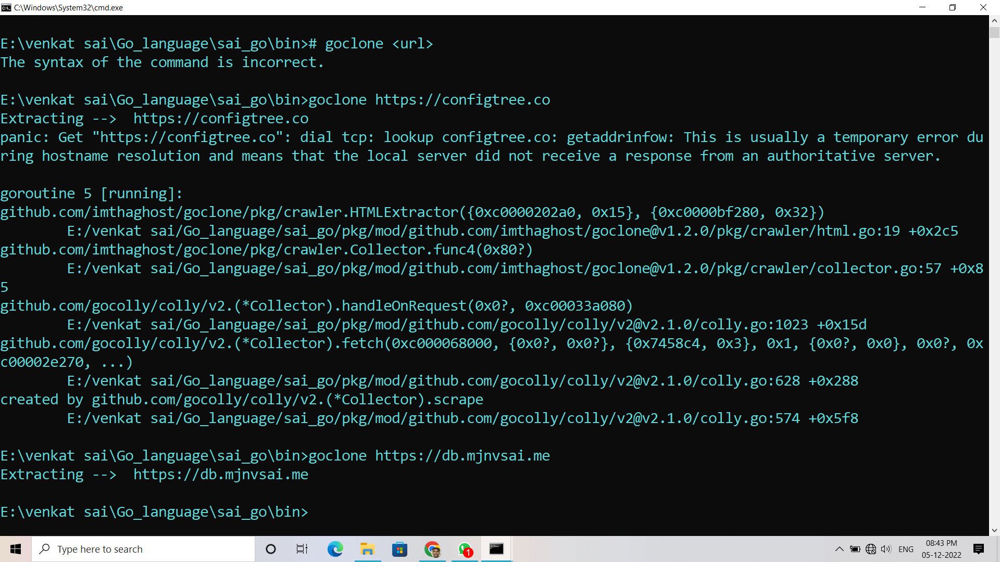 C:\Windows\System32\cmd.exe
E:\venkat sai\Go_language\sai_go\bin># goclone <url>
The syntax of the command is incorrect.
E:\venkat sai\Go_language\sai_go\bin>goclone https://configtree.co
Extracting -->  https://configtree.co
panic: Get "https://configtree.co": dial tcp: lookup configtree.co: getaddrinfow: This is usually a temporary error du
ring hostname resolution and means that the local server did not receive a response from an authoritative server.
goroutine 5 [running]:
github.com/imthaghost/goclone/pkg/crawler.HTMLExtractor({0xc0000202a0, 0x15}, {0xc0000bf280, 0x32})
        E:/venkat sai/Go_language/sai_go/pkg/mod/github.com/imthaghost/goclone@v1.2.0/pkg/crawler/html.go:19 +0x2c5
github.com/imthaghost/goclone/pkg/crawler.Collector.func4(0x80?)
        E:/venkat sai/Go_language/sai_go/pkg/mod/github.com/imthaghost/goclone@v1.2.0/pkg/crawler/collector.go:57 +0x8
5
github.com/gocolly/colly/v2.(*Collector).handleOnRequest(0x0?, 0xc00033a080)
        E:/venkat sai/Go_language/sai_go/pkg/mod/github.com/gocolly/colly/v2@v2.1.0/colly.go:1023 +0x15d
github.com/gocolly/colly/v2.(*Collector).fetch(0xc000068000, {0x0?, 0x0?}, {0x7458c4, 0x3}, 0x1, {0x0?, 0x0}, 0x0?, 0x
c00002e270, ...)
        E:/venkat sai/Go_language/sai_go/pkg/mod/github.com/gocolly/colly/v2@v2.1.0/colly.go:628 +0x288
created by github.com/gocolly/colly/v2.(*Collector).scrape
        E:/venkat sai/Go_language/sai_go/pkg/mod/github.com/gocolly/colly/v2@v2.1.0/colly.go:574 +0x5f8
E:\venkat sai\Go_language\sai_go\bin>goclone https://db.mjnvsai.me
Extracting -->  https://db.mjnvsai.me
E:\venkat sai\Go_language\sai_go\bin>
Type here to search
1
ENG
08:43 PM
05-12-2022